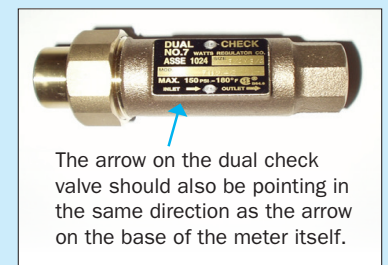 DUAL CHECK
NO.7 WATTS REGULATOR CO.
ASSE 1024
MAX. 150 PSI – 180° F
INLET OUTLET
The arrow on the dual check
valve should also be pointing in
the same direction as the arrow
on the base of the meter itself.